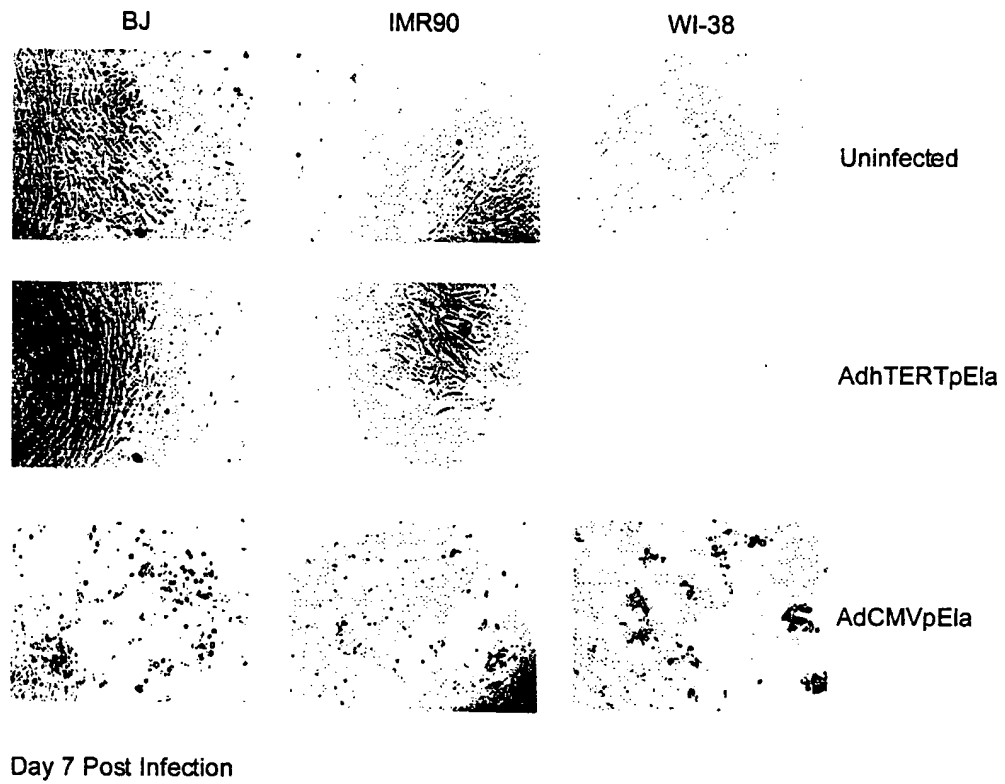 BJ IMR90 WI-38
Uninfected
AdhTERTpEla
AdCMVpEla
Day 7 Post Infection